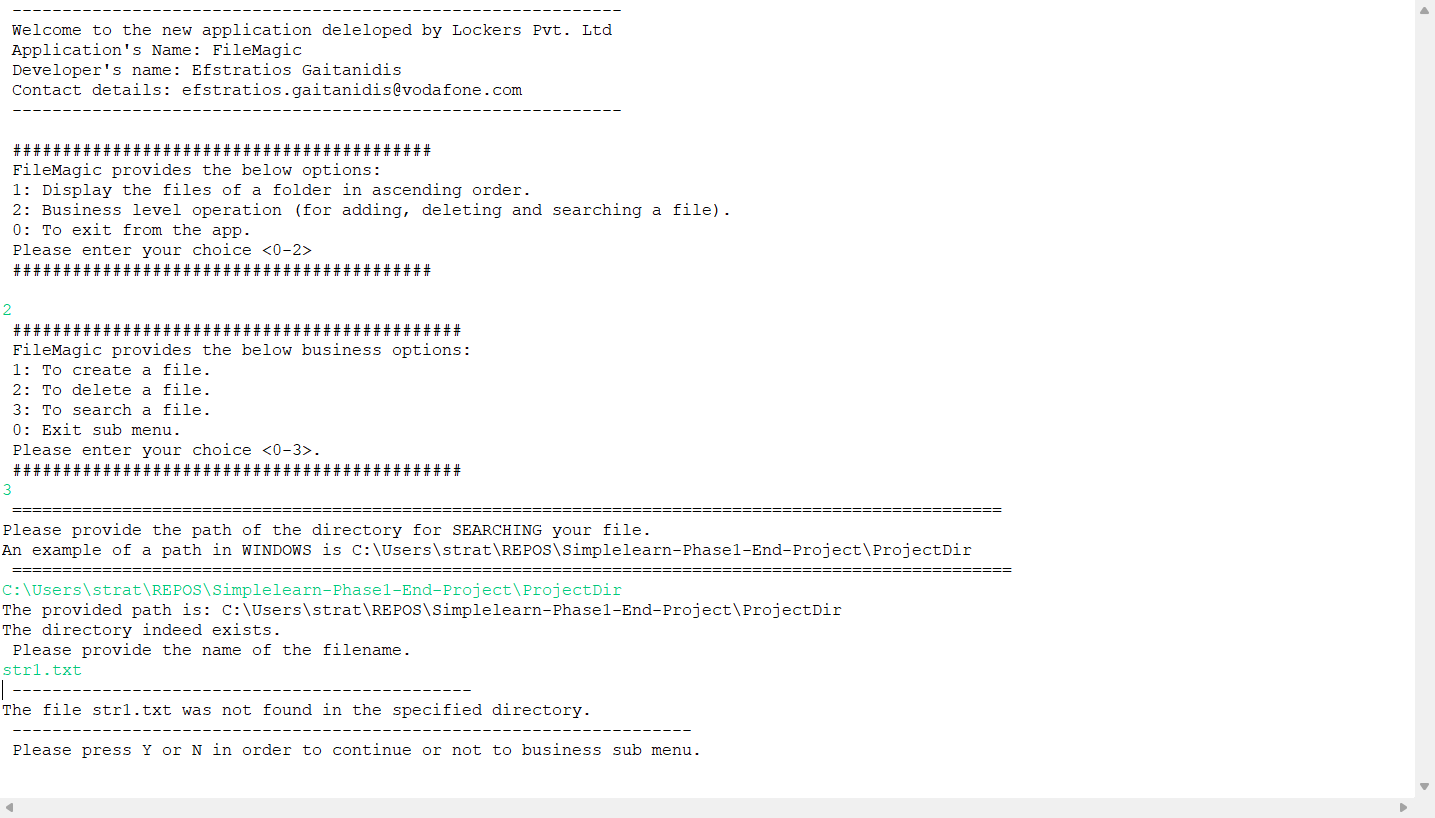 -------------------------------------------------------------
Welcome to the new application deleloped by Lockers Pvt. Ltd
Application's Name: FileMagic
Developer's name: Efstratios Gaitanidis
Contact details: efstratios.gaitanidis@vodafone.com
-------------------------------------------------------------
##########################################
FileMagic provides the below options:
1: Display the files of a folder in ascending order.
2: Business level operation (for adding, deleting and searching a file).
0: To exit from the app.
Please enter your choice <0-2>
##########################################
2
#############################################
FileMagic provides the below business options:
1: To create a file.
2: To delete a file.
3: To search a file.
0: Exit sub menu.
Please enter your choice <0-3>.
#############################################
3
===================================================================================================
Please provide the path of the directory for SEARCHING your file.
An example of a path in WINDOWS is C:\Users\strat\REPOS\Simplelearn-Phase1-End-Project\ProjectDir
====================================================================================================
C:\Users\strat\REPOS\Simplelearn-Phase1-End-Project\ProjectDir
The provided path is: C:\Users\strat\REPOS\Simplelearn-Phase1-End-Project\ProjectDir
The directory indeed exists.
Please provide the name of the filename.
str1.txt
----------------------------------------------
The file str1.txt was not found in the specified directory.
--------------------------------------------------------------------
Please press Y or N in order to continue or not to business sub menu.